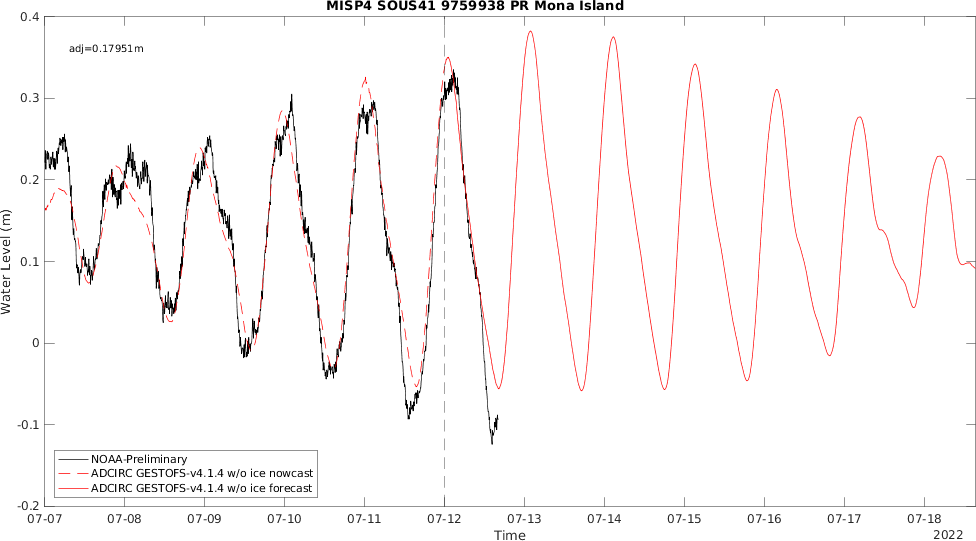 MISP4 SOUS41 9759938 PR Mona Island
adj=0.17951m
0.4
0.3
0.2
0.1
0
-0.1
-0.2
Water Level (m)
NOAA-Preliminary
ADCIRC GESTOFS-v4.1.4 w/o ice nowcast
ADCIRC GESTOFS-v4.1.4 w/o ice forecast
07-07 07-08 07-09 07-10 07-11 07-12 07-13 07-14 07-15 07-16 07-17 07-18
Time
2022